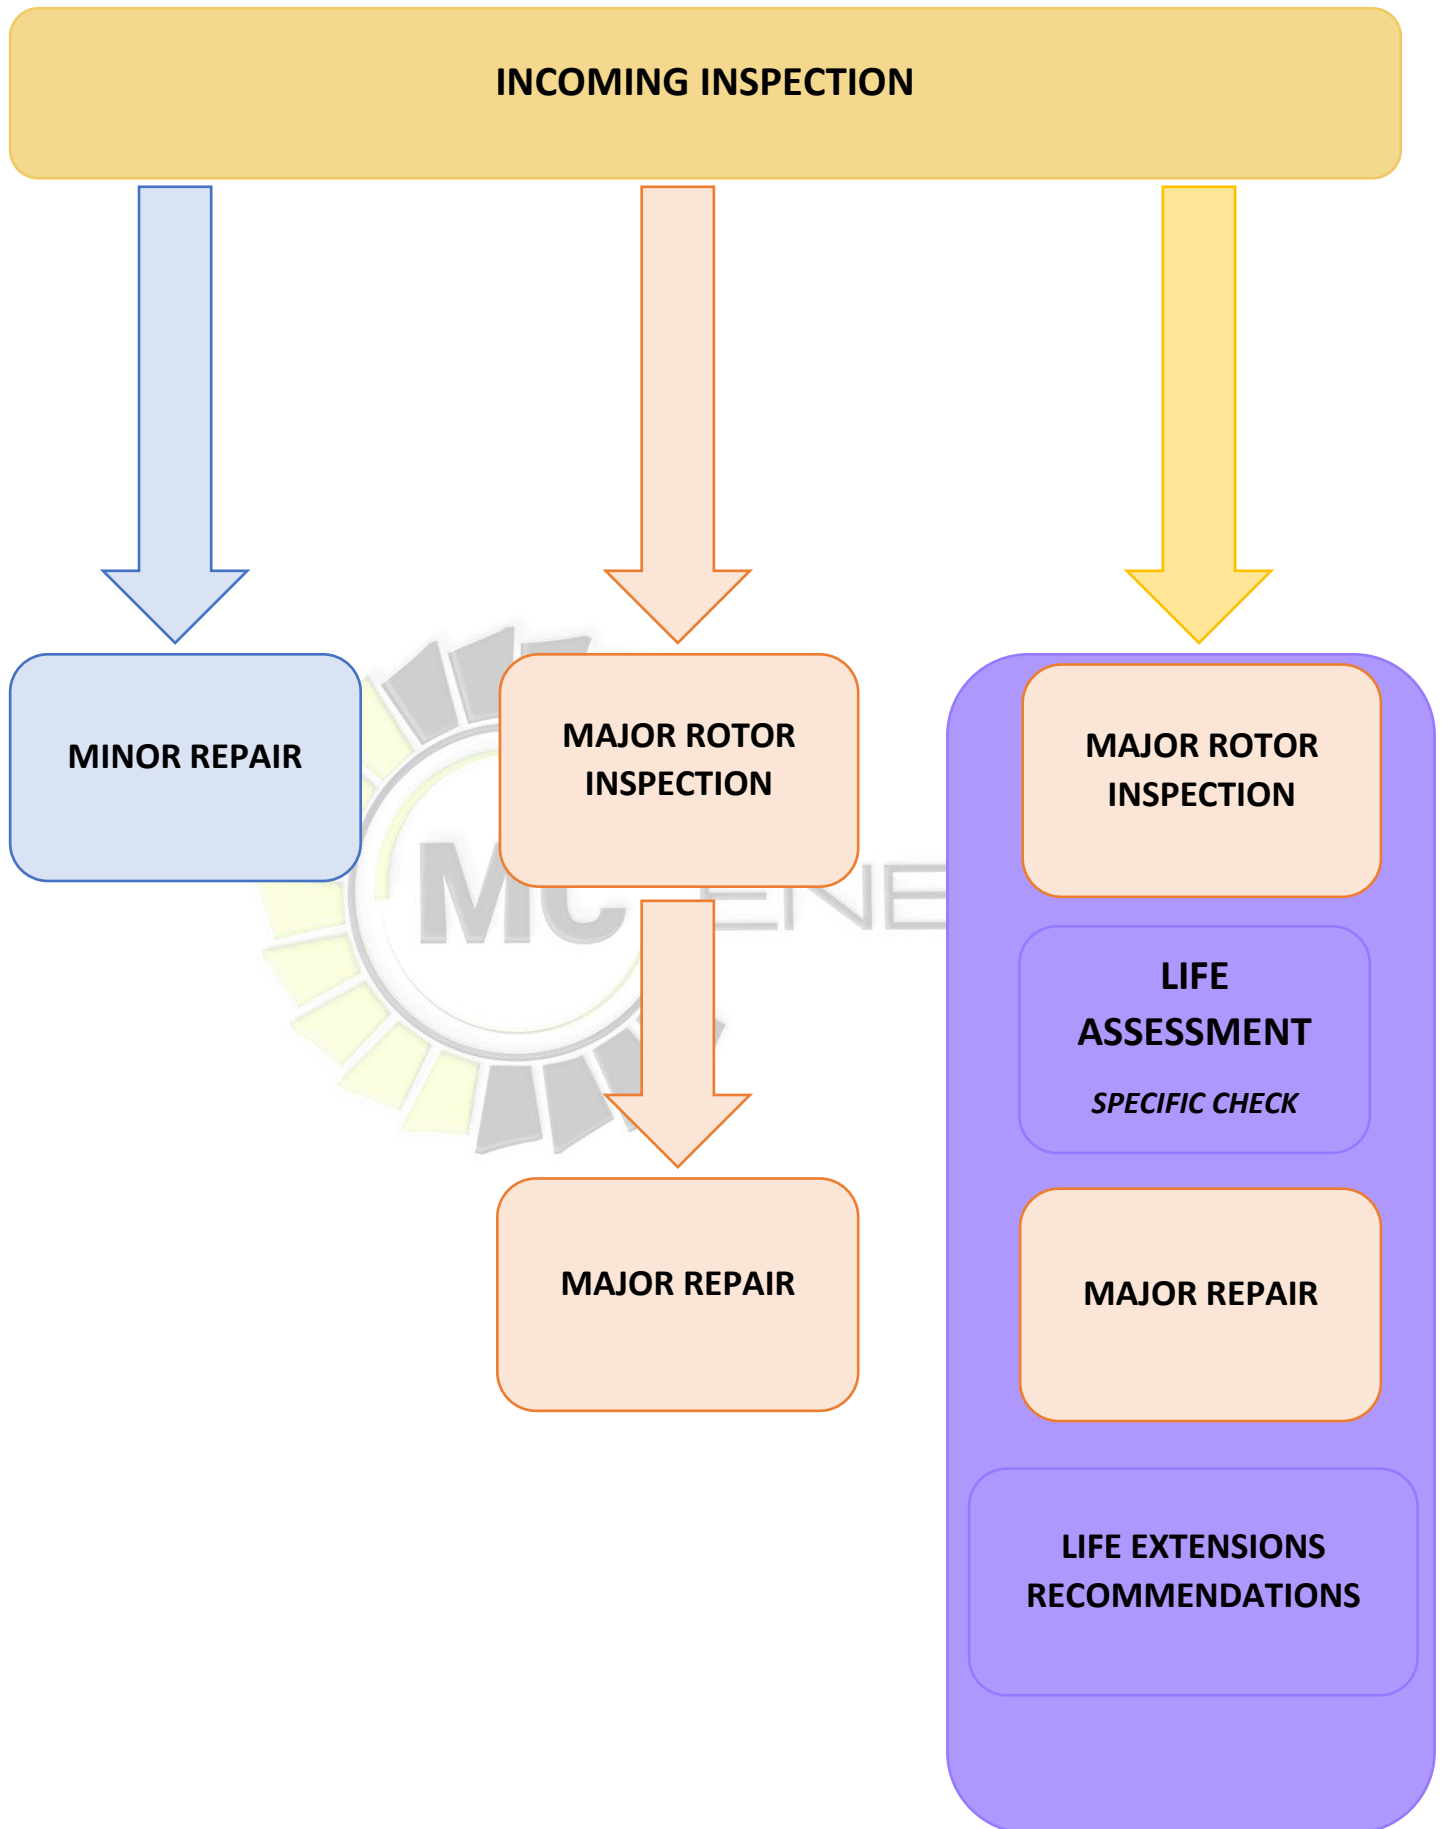 INCOMING INSPECTION
MINOR REPAIR
MAJOR ROTOR
INSPECTION
MAJOR REPAIR
MAJOR ROTOR
INSPECTION
LIFE
ASSESSMENT
SPECIFIC CHECK
MAJOR REPAIR
LIFE EXTENSIONS
RECOMMENDATIONS
MC